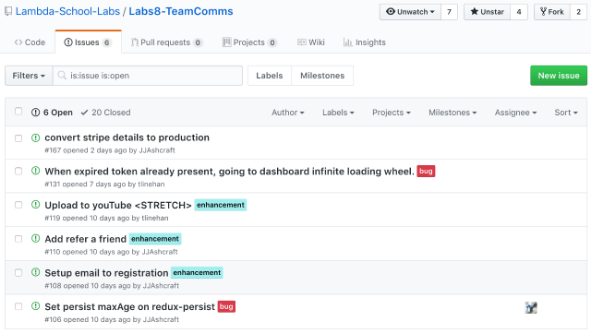 Lambda-School-Labs / Labs8-TeamComms
Unwatch 7 Unstar 4 Fork 2
Code Issues 6 Pull requests 0 Projects 0 Wiki Insights
Filters is:issue is:open Labels Milestones New issue
6 Open 20 Closed Author Labels Projects Milestones Assignee Sort
convert stripe details to production
#167 opened 2 days ago by JJAshcraft
When expired token already present, going to dashboard infinite loading wheel. bug
#131 opened 7 days ago by tlinehan
Upload to youTube <STRETCH> enhancement
#119 opened 10 days ago by tlinehan
Add refer a friend enhancement
#110 opened 10 days ago by JJAshcraft
Setup email to registration enhancement
#108 opened 10 days ago by JJAshcraft
Set persist maxAge on redux-persist bug
#106 opened 10 days ago by JJAshcraft